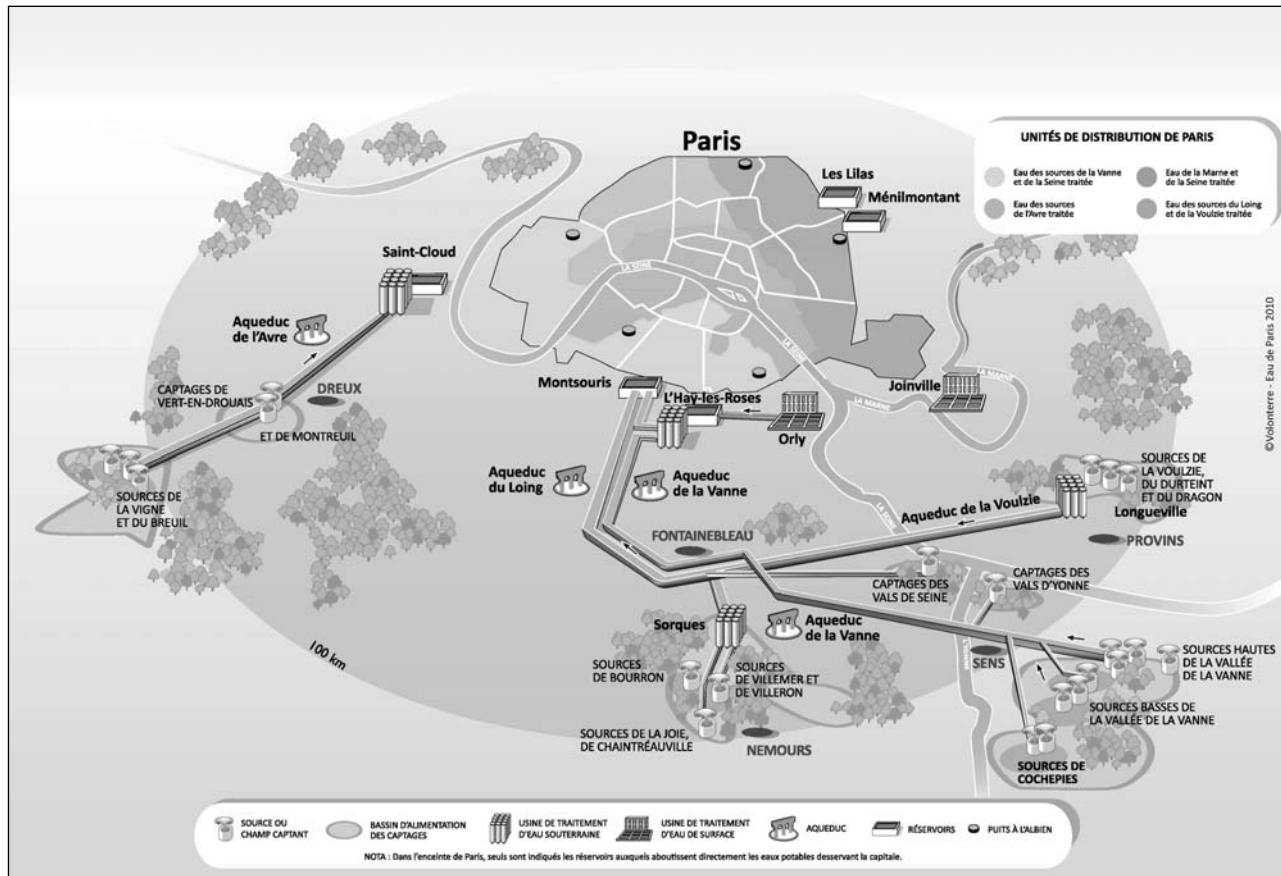 Paris
UNITÉS DE DISTRIBUTION DE PARIS
Eau des sources de la Vanne
et de la Seine traitée
Eau de la Marne et
de la Seine traitée
Eau des sources
de l'Avre traitée
Eau des sources du Loing
et de la Voulzie traitée
Les Lilas
Ménilmontant
Saint-Cloud
LA SEINE
Aqueduc
de l'Avre
LA SEINE
LA MARNE
Joinville
LA MARNE
Montsouris
L'Haÿ-les-Roses
Orly
CAPTAGES DE
VERT-EN-DROUAIS
DREUX
ET DE MONTREUIL
©Volonterre - Eau de Paris 2010
SOURCES DE
LA VIGNE
ET DU BREUIL
Aqueduc
du Loing
Aqueduc
de la Vanne
SOURCES DE
LA VOULZIE,
DU DURTEINT
ET DU DRAGON
Aqueduc de la Voulzie
Longueville
LA SEINE
FONTAINEBLEAU
PROVINS
CAPTAGES DES
VALS DE SEINE
CAPTAGES DES
VALS D'YONNE
Sorques
Aqueduc
de la Vanne
L'YONNE
SENS
100 km
SOURCES
DE BOURRON
SOURCES
DE VILLEMER ET
DE VILLERON
SOURCES HAUTES
DE LA VALLÉE
DE LA VANNE
SOURCES BASSES DE
LA VALLÉE DE LA VANNE
SOURCES DE LA JOIE,
DE CHAINTRÉAUVILLE
NEMOURS
SOURCES DE
COCHEPIES
SOURCE OU
CHAMP CAPTANT
BASSIN D'ALIMENTATION
DES CAPTAGES
USINE DE TRAITEMENT
D'EAU SOUTERRAINE
USINE DE TRAITEMENT
D'EAU DE SURFACE
AQUEDUC
RÉSERVOIRS
PUITS À L'ALBIEN
NOTA : Dans l'enceinte de Paris, seuls sont indiqués les réservoirs auxquels aboutissent directement les eaux potables desservant la capitale.